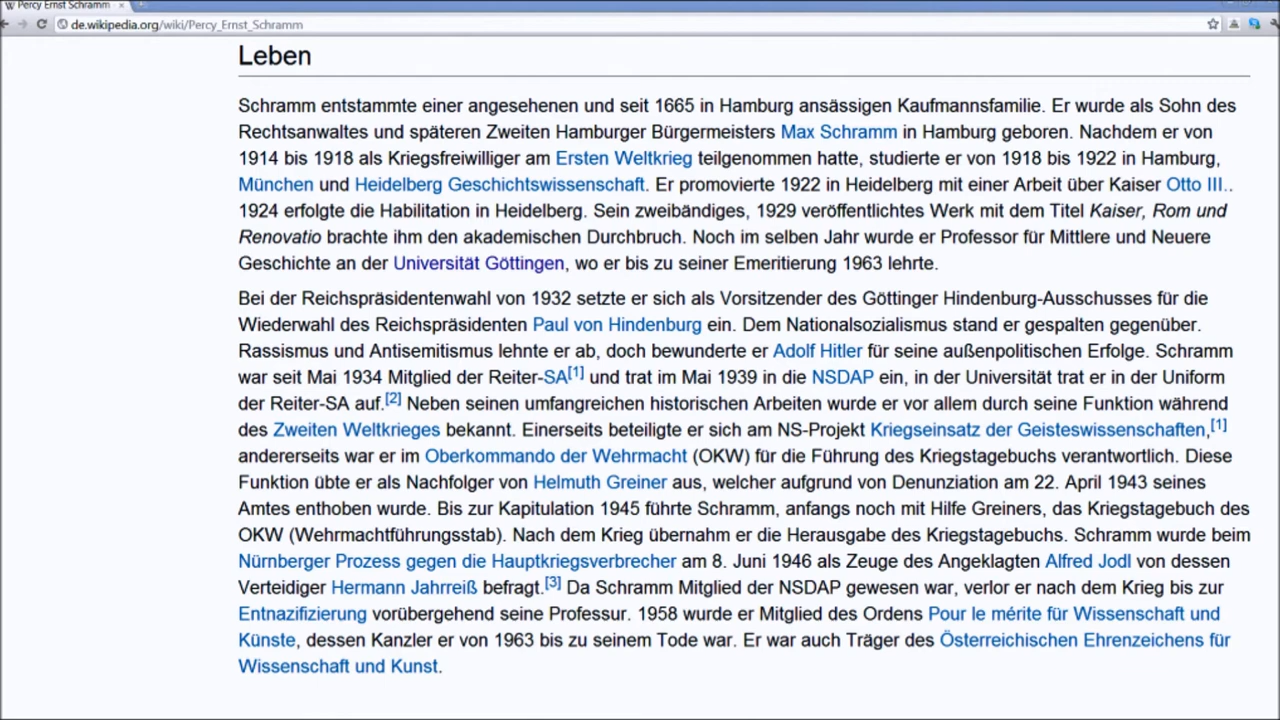 Percy Ernst Schramm
de.wikipedia.org/wiki/Percy_Ernst_Schramm
Leben
Schramm entstammte einer angesehenen und seit 1665 in Hamburg ansässigen Kaufmannsfamilie. Er wurde als Sohn des
Rechtsanwaltes und späteren Zweiten Hamburger Bürgermeisters Max Schramm in Hamburg geboren. Nachdem er von
1914 bis 1918 als Kriegsfreiwilliger am Ersten Weltkrieg teilgenommen hatte, studierte er von 1918 bis 1922 in Hamburg,
München und Heidelberg Geschichtswissenschaft. Er promovierte 1922 in Heidelberg mit einer Arbeit über Kaiser Otto III..
1924 erfolgte die Habilitation in Heidelberg. Sein zweibändiges, 1929 veröffentlichtes Werk mit dem Titel Kaiser, Rom und
Renovatio brachte ihm den akademischen Durchbruch. Noch im selben Jahr wurde er Professor für Mittlere und Neuere
Geschichte an der Universität Göttingen, wo er bis zu seiner Emeritierung 1963 lehrte.
Bei der Reichspräsidentenwahl von 1932 setzte er sich als Vorsitzender des Göttinger Hindenburg-Ausschusses für die
Wiederwahl des Reichspräsidenten Paul von Hindenburg ein. Dem Nationalsozialismus stand er gespalten gegenüber.
Rassismus und Antisemitismus lehnte er ab, doch bewunderte er Adolf Hitler für seine außenpolitischen Erfolge. Schramm
war seit Mai 1934 Mitglied der Reiter-SA[1] und trat im Mai 1939 in die NSDAP ein, in der Universität trat er in der Uniform
der Reiter-SA auf.[2] Neben seinen umfangreichen historischen Arbeiten wurde er vor allem durch seine Funktion während
des Zweiten Weltkrieges bekannt. Einerseits beteiligte er sich am NS-Projekt Kriegseinsatz der Geisteswissenschaften,[1]
andererseits war er im Oberkommando der Wehrmacht (OKW) für die Führung des Kriegstagebuchs verantwortlich. Diese
Funktion übte er als Nachfolger von Helmuth Greiner aus, welcher aufgrund von Denunziation am 22. April 1943 seines
Amtes enthoben wurde. Bis zur Kapitulation 1945 führte Schramm, anfangs noch mit Hilfe Greiners, das Kriegstagebuch des
OKW (Wehrmachtführungsstab). Nach dem Krieg übernahm er die Herausgabe des Kriegstagebuchs. Schramm wurde beim
Nürnberger Prozess gegen die Hauptkriegsverbrecher am 8. Juni 1946 als Zeuge des Angeklagten Alfred Jodl von dessen
Verteidiger Hermann Jahrreiß befragt.[3] Da Schramm Mitglied der NSDAP gewesen war, verlor er nach dem Krieg bis zur
Entnazifizierung vorübergehend seine Professur. 1958 wurde er Mitglied des Ordens Pour le mérite für Wissenschaft und
Künste, dessen Kanzler er von 1963 bis zu seinem Tode war. Er war auch Träger des Österreichischen Ehrenzeichens für
Wissenschaft und Kunst.